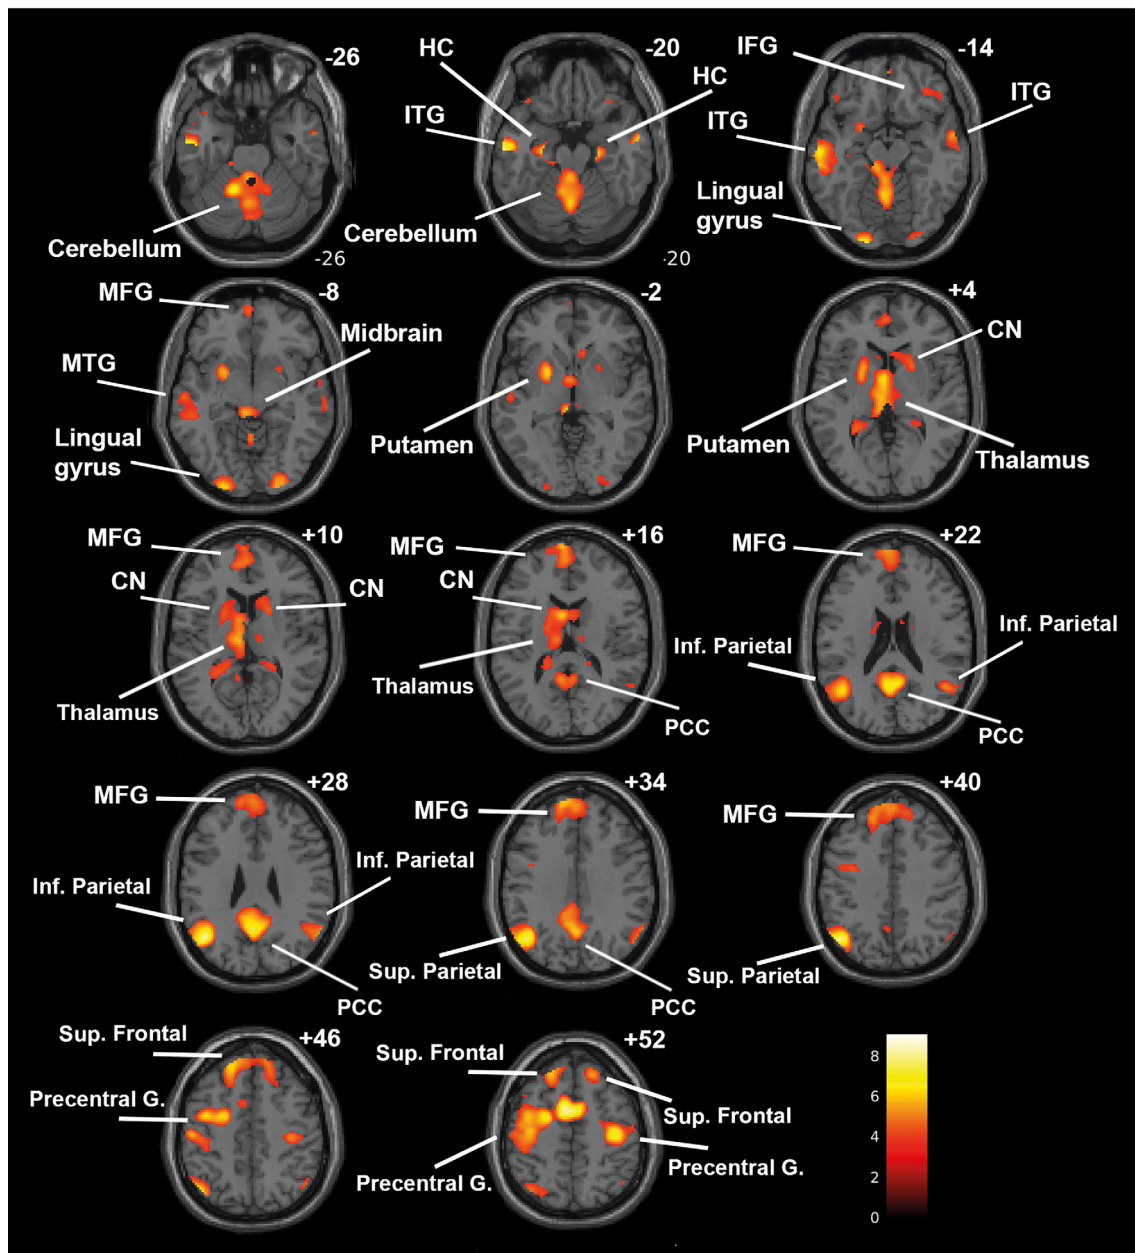 -26
HC
-20
HC
ITG
IFG
-14
ITG
ITG
Lingual
gyrus
Cerebellum
-26
Cerebellum
-20
MFG
-8
Midbrain
MTG
Lingual
gyrus
-2
Putamen
+4
CN
Putamen
Thalamus
MFG
+10
CN
CN
Thalamus
MFG
+16
CN
Thalamus
PCC
MFG
+22
Inf. Parietal
Inf. Parietal
PCC
MFG
+28
Inf. Parietal
Inf. Parietal
PCC
MFG
+34
Sup. Parietal
PCC
MFG
+40
Sup. Parietal
Sup. Frontal
+46
Precentral G.
Sup. Frontal
+52
Sup. Frontal
Precentral G.
Precentral G.
8
6
4
2
0